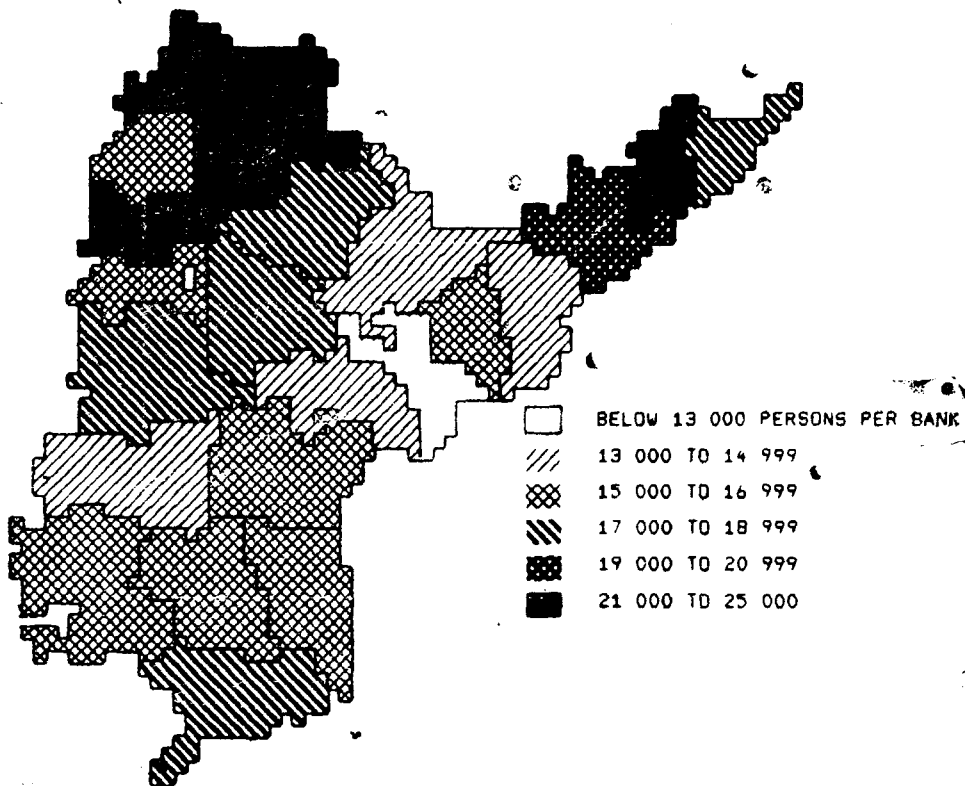 BELOW 13 000 PERSONS PER BANK
13 000 TO 14 999
15 000 TO 16 999
17 000 TO 18 999
19 000 TO 20 999
21 000 TO 25 000